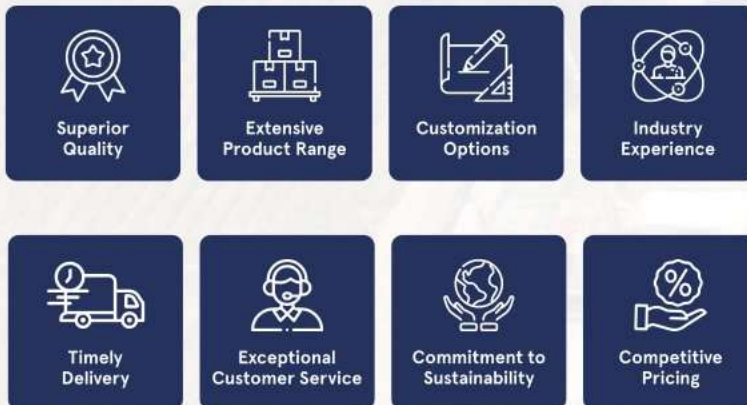 Superior
Quality
Extensive
Product Range
Customization
Options
Industry
Experience
Timely
Delivery
Exceptional
Customer Service
Commitment to
Sustainability
%
Competitive
Pricing